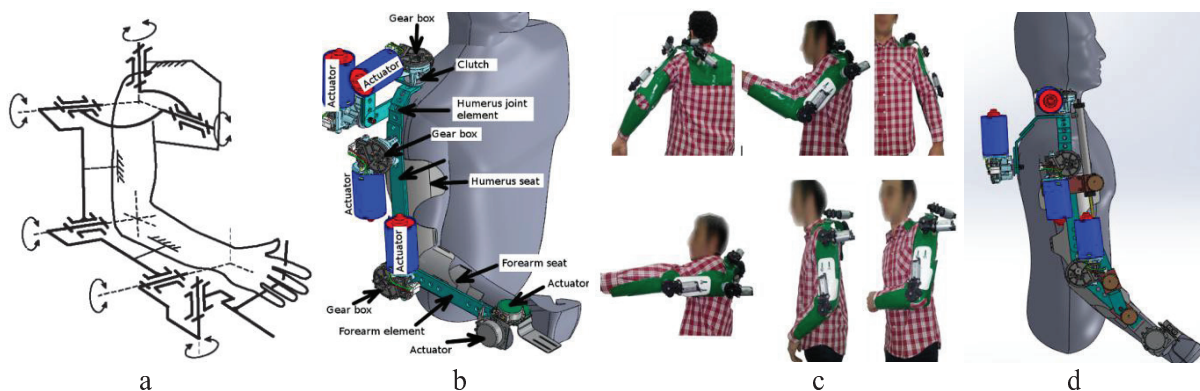 Gear box
Actuator
Actuator
Clutch
Humerus joint
element
Gear box
Humerus seat
Actuator
Actuator
Forearm seat
Actuator
Gear box
Forearm element
Actuator
a
b
c
d